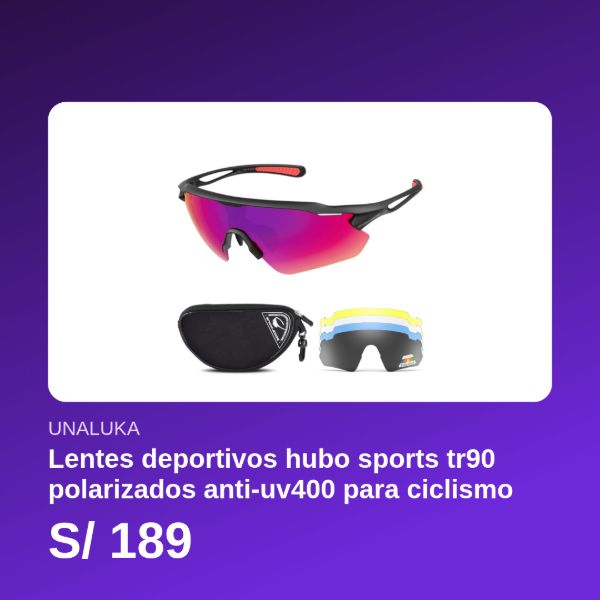 UNALUKA
Lentes deportivos hubo sports tr90
polarizados anti-uv400 para ciclismo
S/ 189